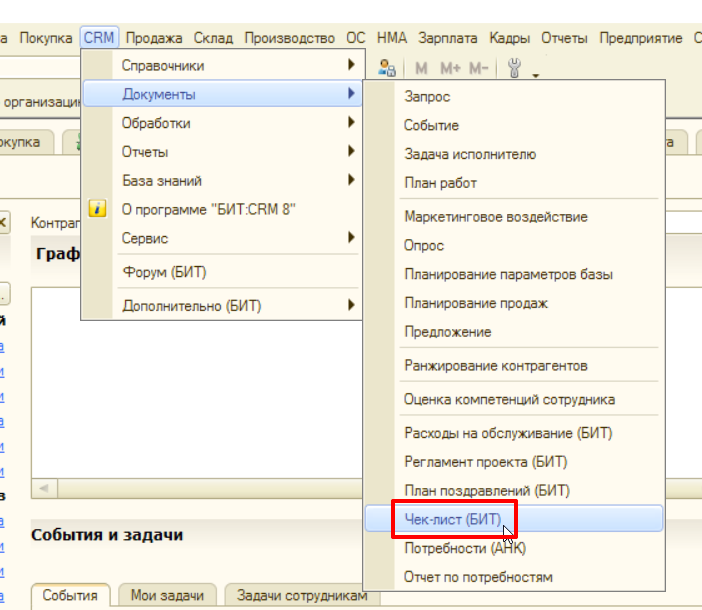 а Покупка CRM Продажа Склад Производство ОС НМА Зарплата Кадры Отчеты Предприятие С
Справочники
M M+ M-
организаци
Документы
Запрос
Обработки
Событие
окупка
Отчеты
Задача исполнителю
а
База знаний
План работ
О программе "БИТ:CRM 8"
Маркетинговое воздействие
Контраг
Сервис
Опрос
Граф
Форум (БИТ)
Планирование параметров базы
Дополнительно (БИТ)
Планирование продаж
Предложение
Ранжирование контрагентов
Оценка компетенций сотрудника
Расходы на обслуживание (БИТ)
Регламент проекта (БИТ)
План поздравлений (БИТ)
Чек-лист (БИТ)
События и задачи
Потребности (АНК)
Отчет по потребностям
События Мои задачи Задачи сотрудникам